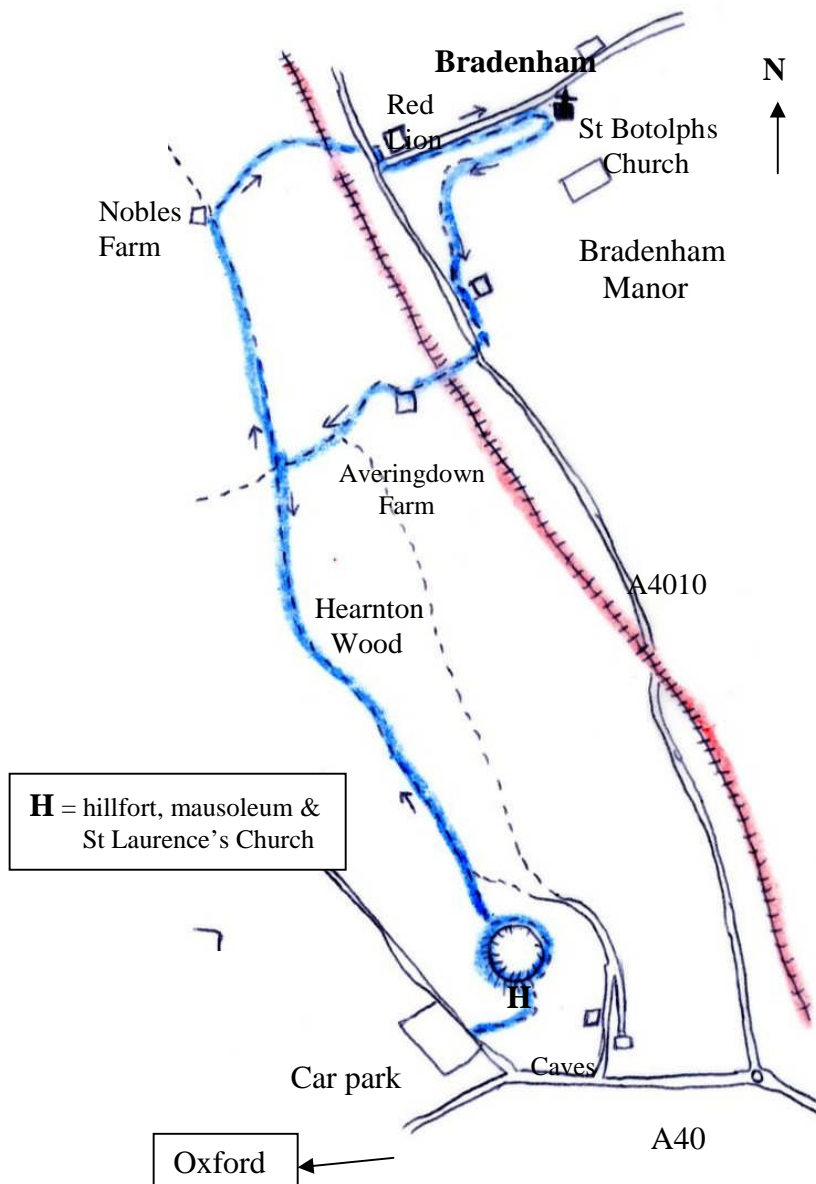 Bradenham
N
Red
Lion
St Botolphs
Church
Nobles
Farm
Bradenham
Manor
Averingdown
Farm
A4010
Hearnton
Wood
H = hillfort, mausoleum &
St Laurence's Church
H
Caves
Car park
A40
Oxford